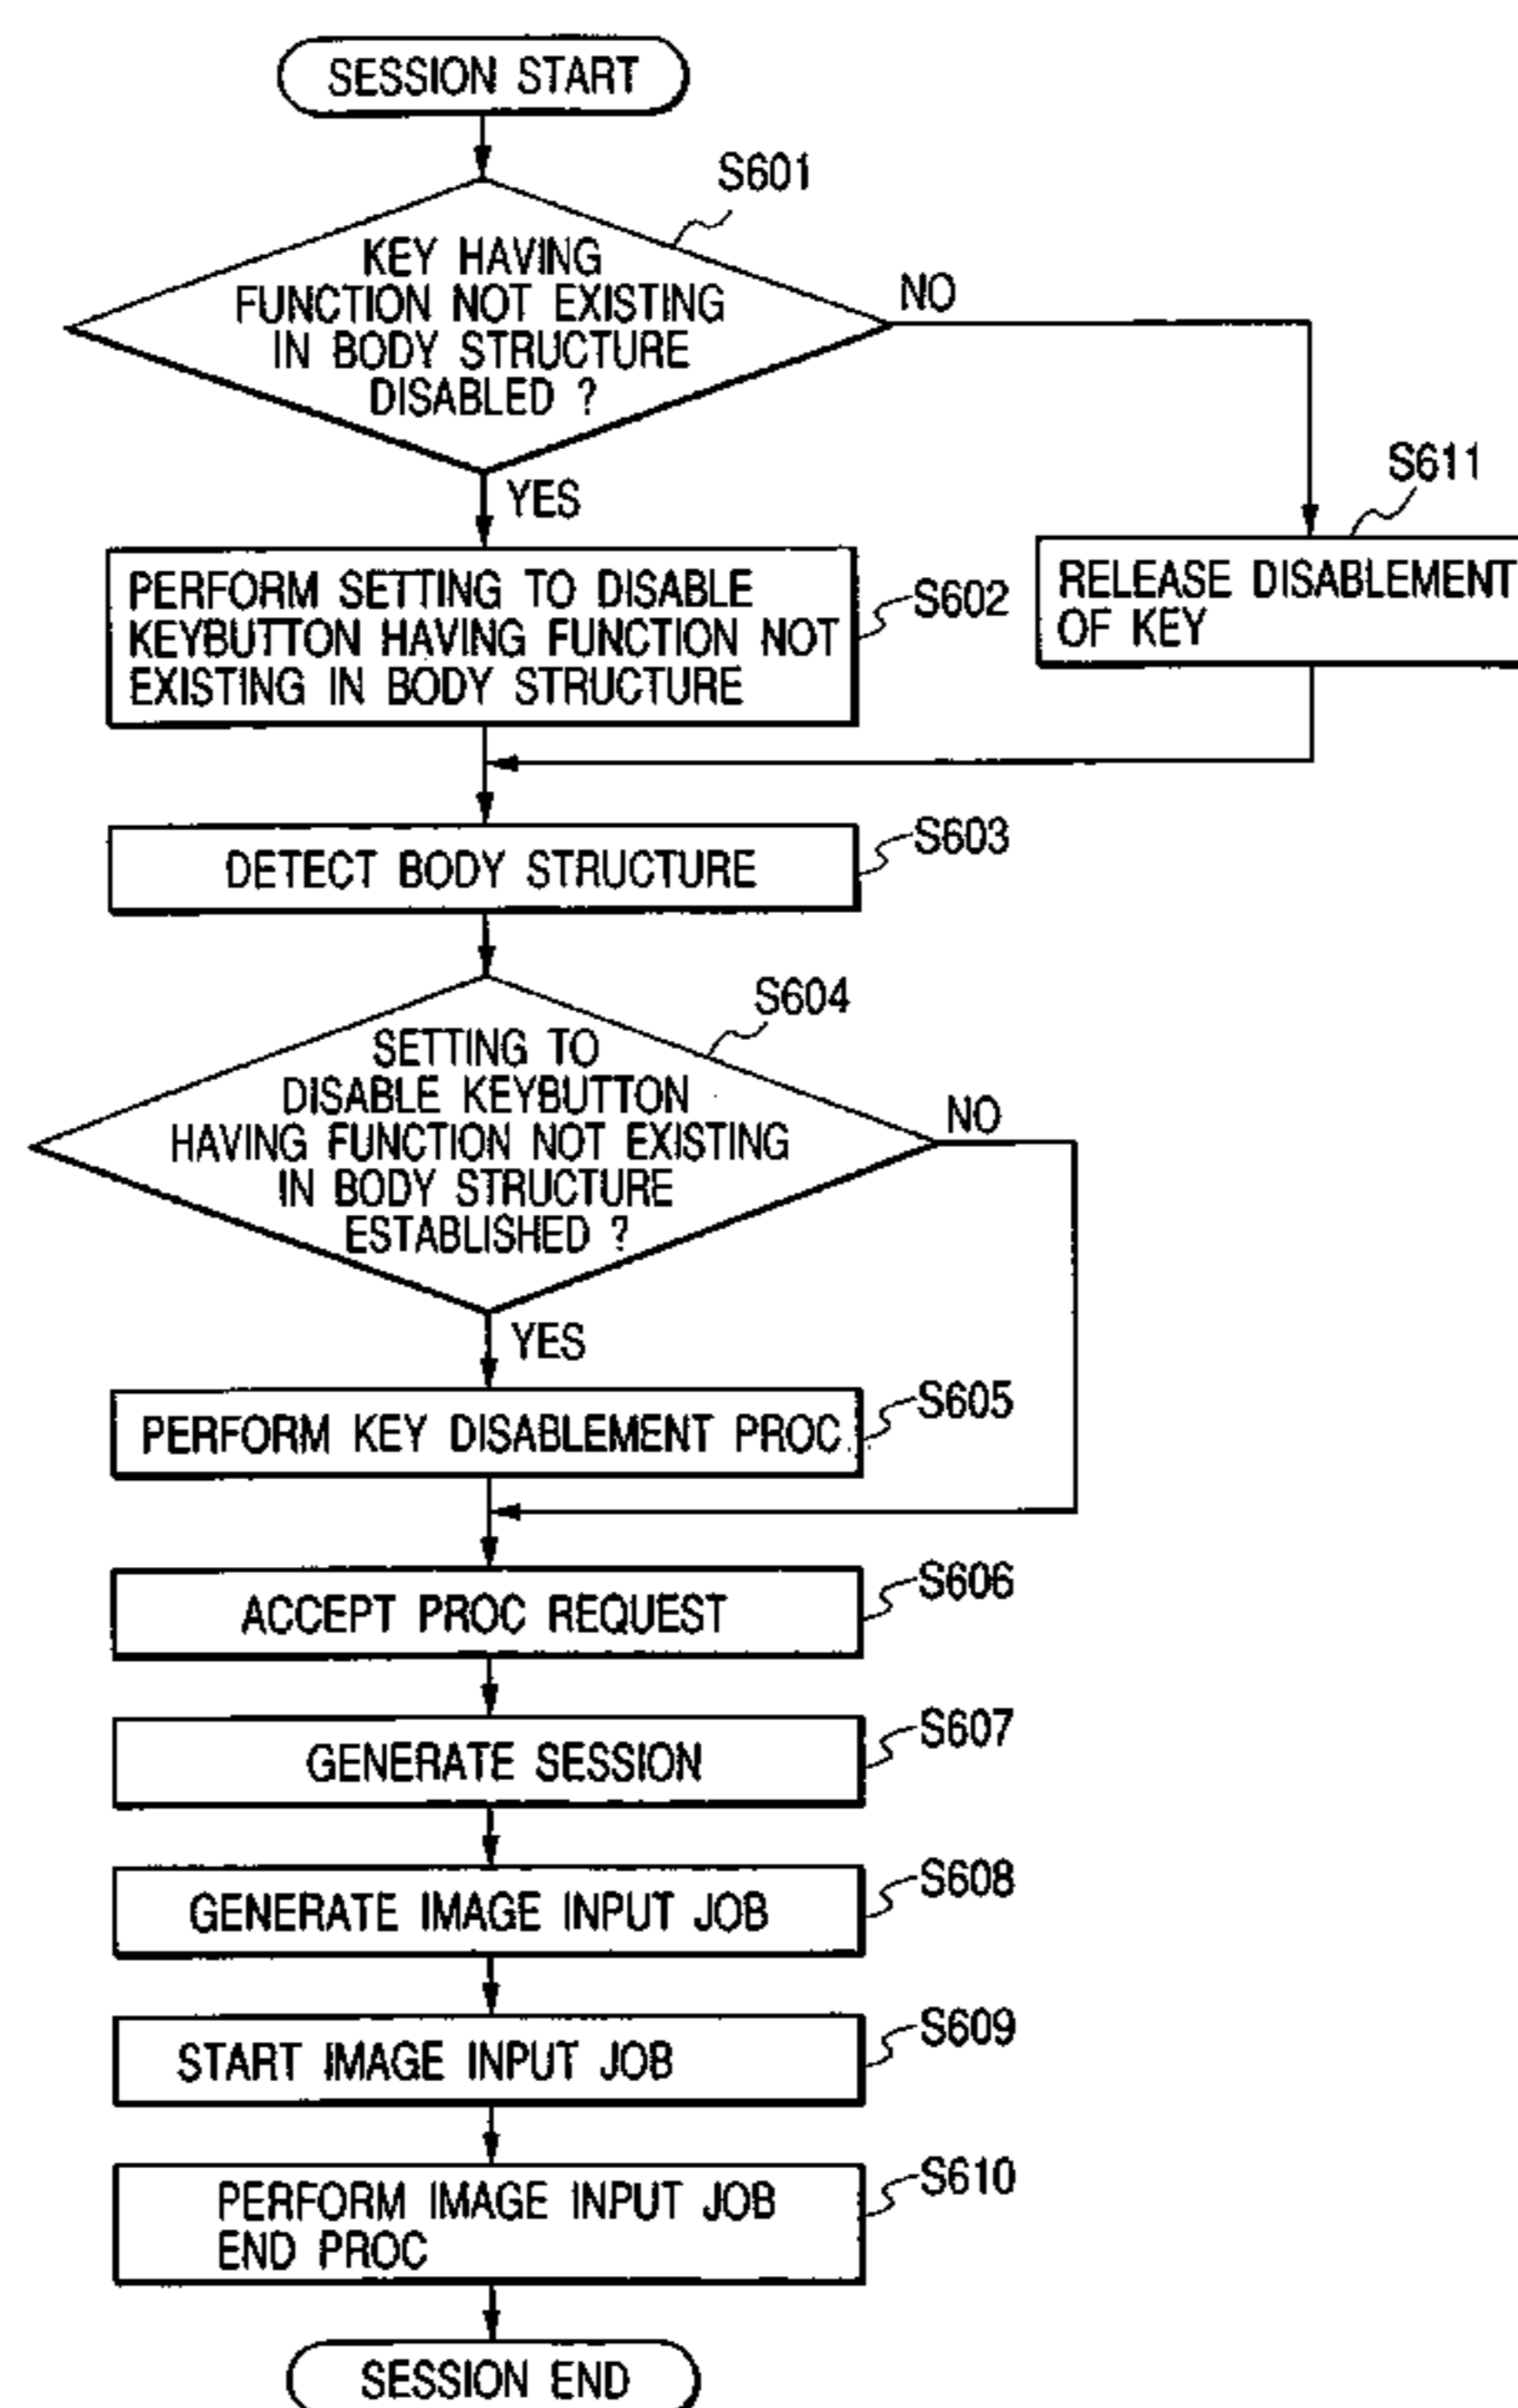 SESSION START
S601
KEY HAVING
FUNCTION NOT EXISTING
IN BODY STRUCTURE
DISABLED ?
NO
YES
S611
RELEASE DISABLEMENT
OF KEY
PERFORM SETTING TO DISABLE
KEYBUTTON HAVING FUNCTION NOT
EXISTING IN BODY STRUCTURE
S602
DETECT BODY STRUCTURE
S603
S604
SETTING TO
DISABLE KEYBUTTON
HAVING FUNCTION NOT EXISTING
IN BODY STRUCTURE
ESTABLISHED ?
NO
YES
PERFORM KEY DISABLEMENT PROC
S605
ACCEPT PROC REQUEST
S606
GENERATE SESSION
S607
GENERATE IMAGE INPUT JOB
S608
START IMAGE INPUT JOB
S609
PERFORM IMAGE INPUT JOB
END PROC
S610
SESSION END